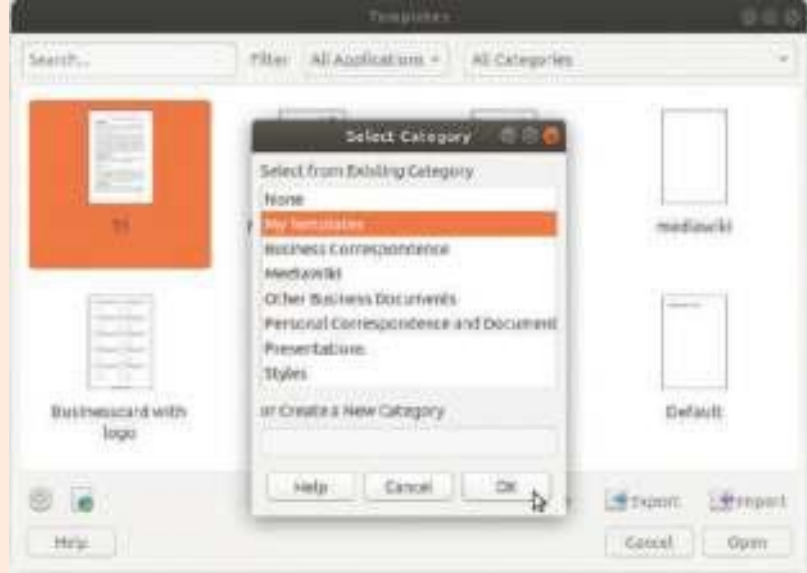 Templates
Search...
Filter
All Applications
All Categories
Select Category
Select from Existing Category
None
My Templates
Business Correspondence
MediaWiki
Other Business Documents
Personal Correspondence and Document
Presentations
Styles
or Create a New Category
Help
Cancel
OK
mediawiki
Businesscard with
logo
Default
Export
Import
Help
Cancel
Open